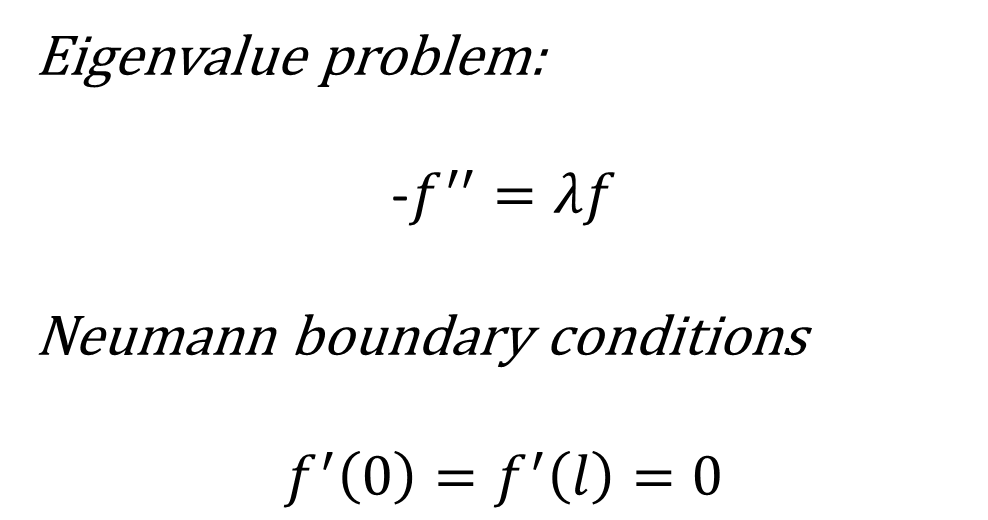 Eigenvalue problem:
-f′′ = λf
Neumann boundary conditions
f′(0) = f′(l) = 0